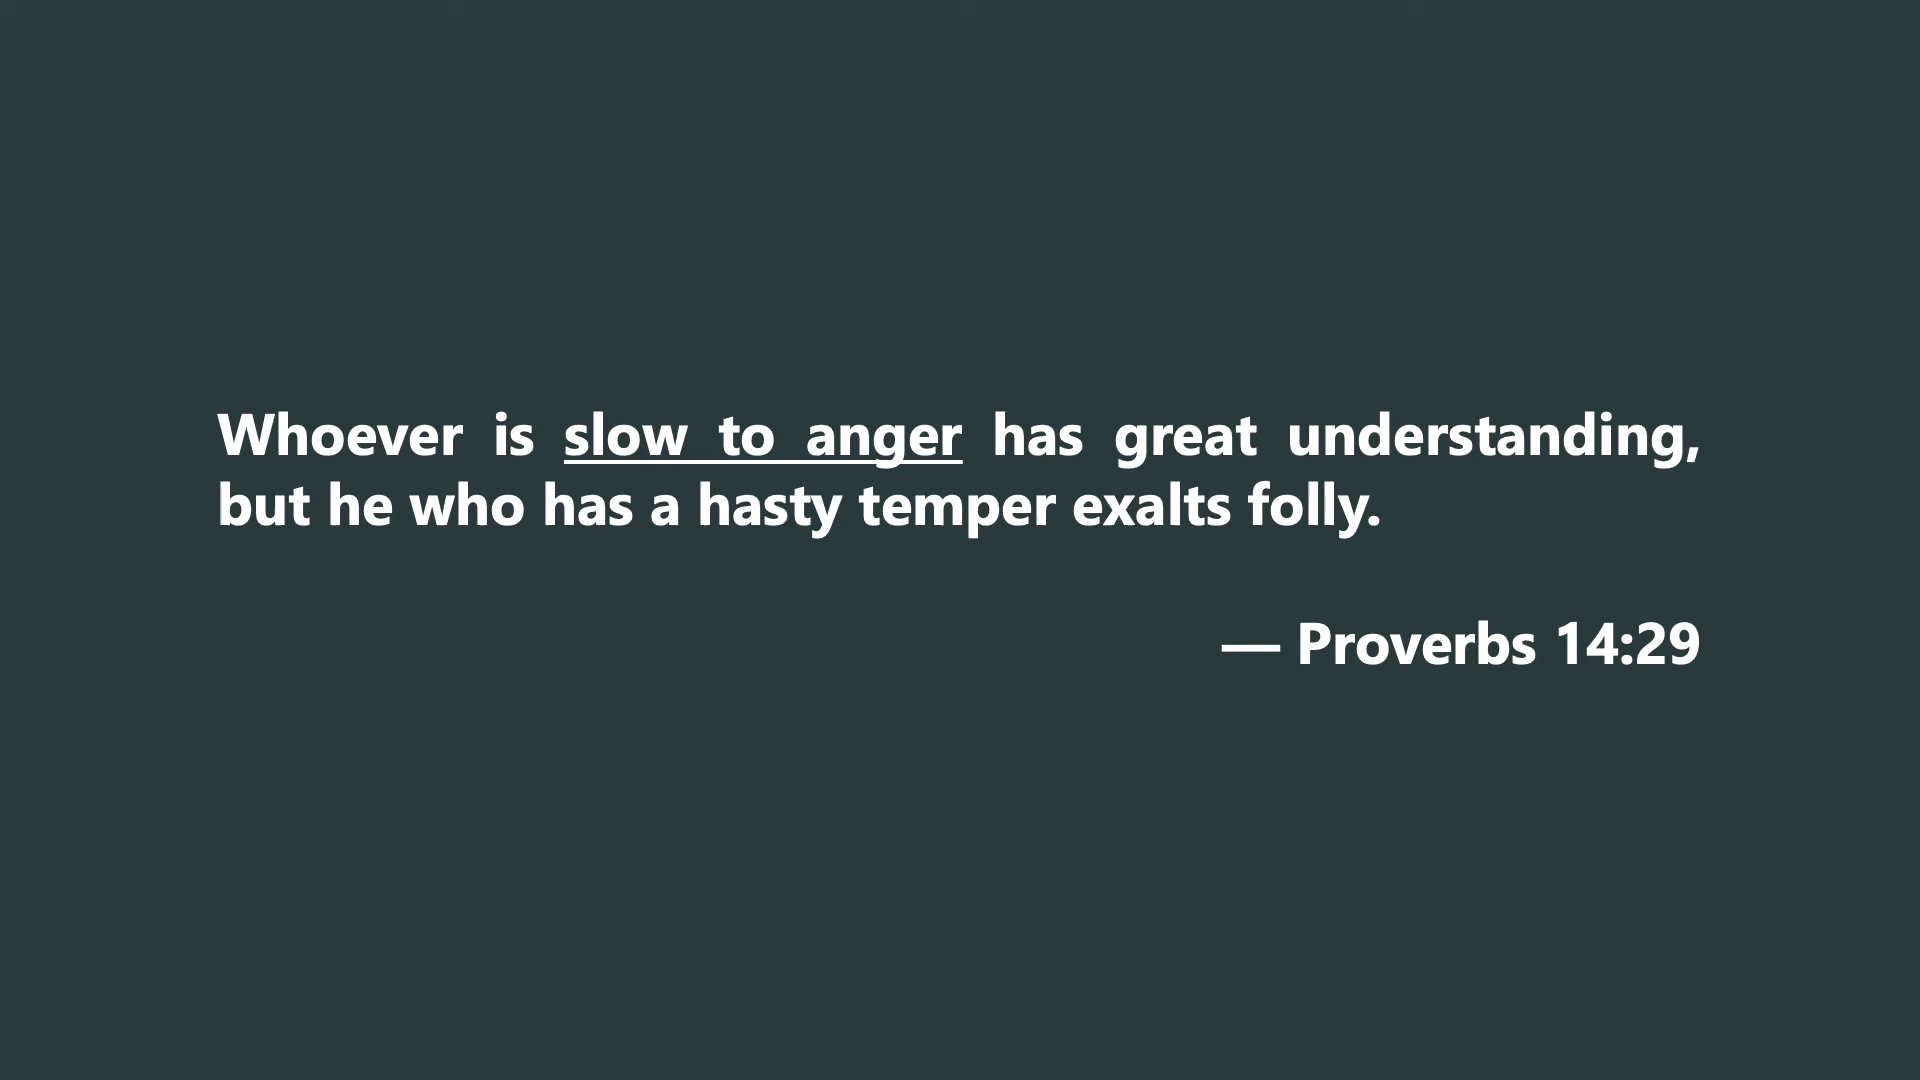 Whoever is slow to anger has great understanding,
but he who has a hasty temper exalts folly.
— Proverbs 14:29